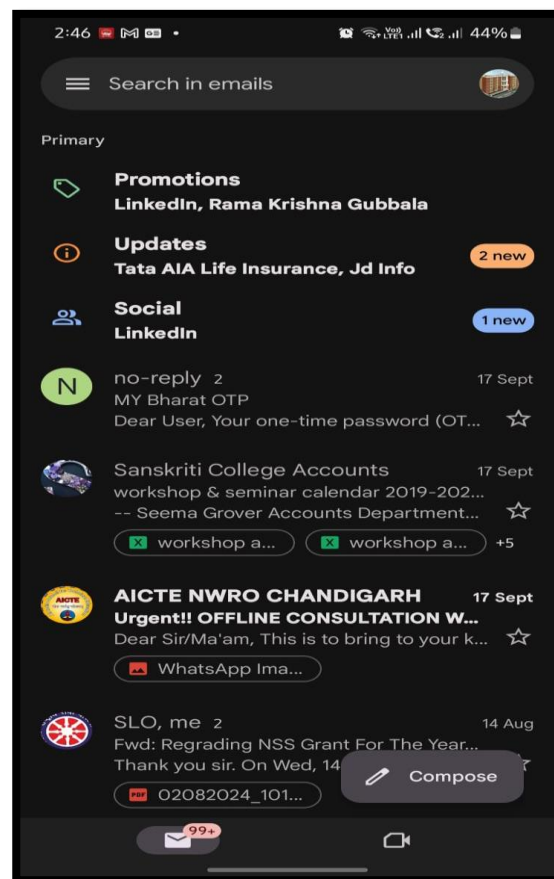 2:46
Vo)) LTE1 2 44%
Search in emails
Primary
Promotions
LinkedIn, Rama Krishna Gubbala
Updates
2 new
Tata AIA Life Insurance, Jd Info
Social
1 new
LinkedIn
N
no-reply 2 17 Sept
MY Bharat OTP
Dear User, Your one-time password (OT...
Sanskriti College Accounts 17 Sept
workshop & seminar calendar 2019-202...
-- Seema Grover Accounts Department...
X workshop a... X workshop a... +5
AICTE
AICTE NWRO CHANDIGARH 17 Sept
Urgent!! OFFLINE CONSULTATION W...
Dear Sir/Ma'am, This is to bring to your k...
WhatsApp Ima...
SLO, me 2 14 Aug
Fwd: Regrading NSS Grant For The Year...
Thank you sir. On Wed, 14
Compose
PDF 02082024_101...
99+